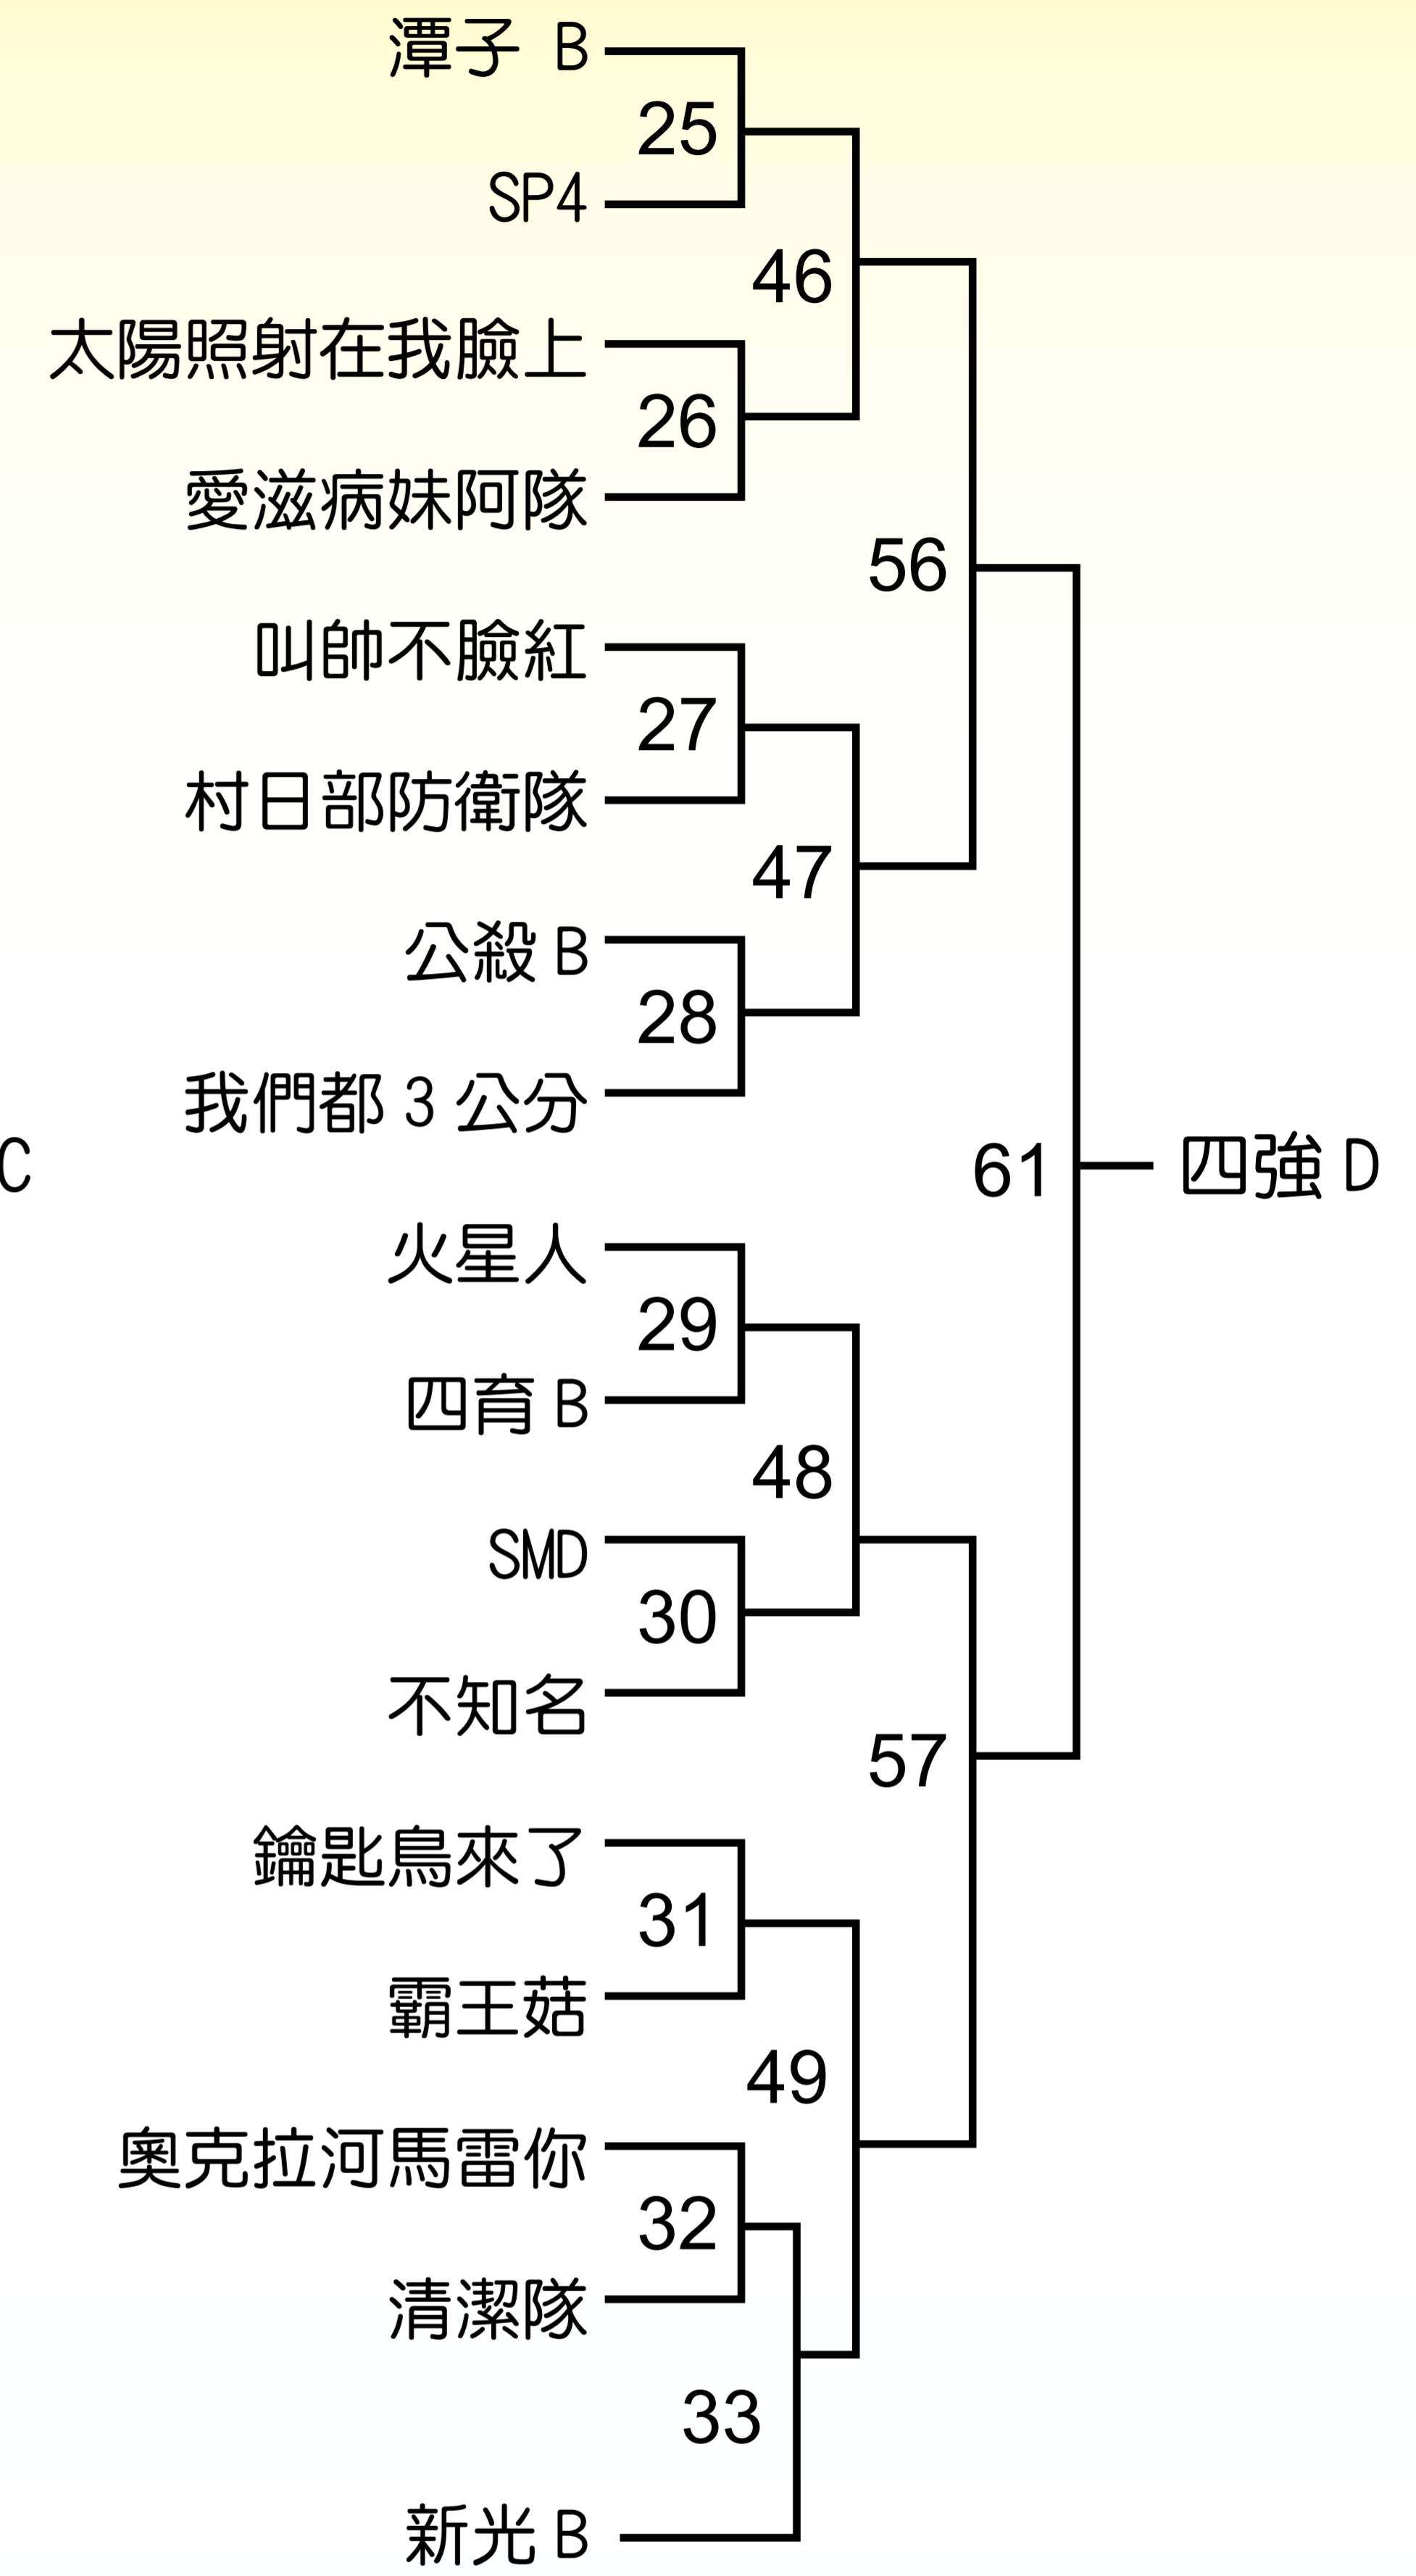 潭子 B
25
SP4
46
太陽照射在我臉上
26
愛滋病妹阿隊
56
叫帥不臉紅
27
村日部防衛隊
47
公殺 B
28
我們都 3 公分
C
61
四強 D
火星人
29
四育 B
48
SMD
30
不知名
57
鑰匙鳥來了
31
霸王菇
49
奧克拉河馬雷你
32
清潔隊
33
新光 B